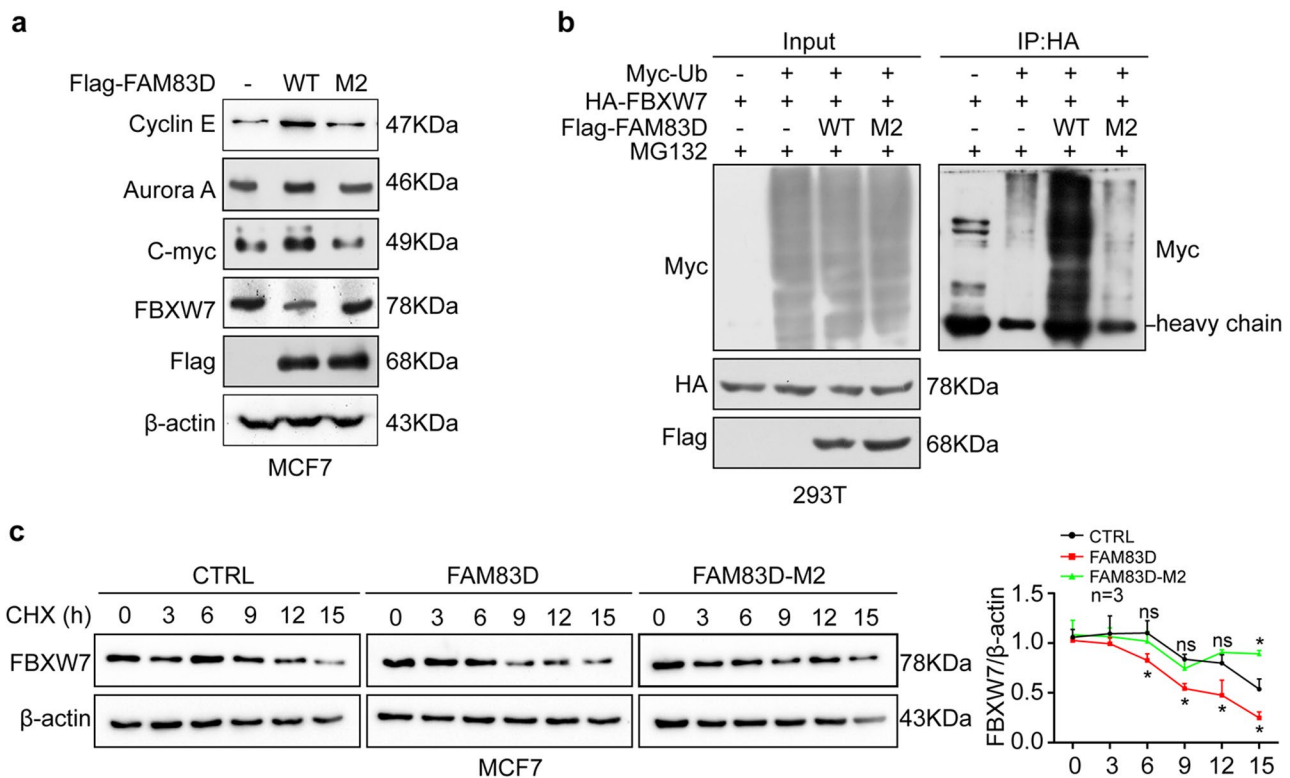 a
Flag-FAM83D - WT M2
Cyclin E 47KDa
Aurora A 46KDa
C-myc 49KDa
FBXW7 78KDa
Flag 68KDa
β-actin 43KDa
MCF7
b
Input IP:HA
Myc-Ub - + + + - + + +
HA-FBXW7 + + + + + + + +
Flag-FAM83D - - WT M2 - - WT M2
MG132 + + + + + + + +
Myc Myc
heavy chain
HA 78KDa
Flag 68KDa
293T
c
CTRL FAM83D FAM83D-M2
CHX (h) 0 3 6 9 12 15 0 3 6 9 12 15 0 3 6 9 12 15
FBXW7 78KDa
β-actin 43KDa
MCF7
CTRL
FAM83D
FAM83D-M2
n=3
FBXW7/β-actin
1.5
1.0
0.5
0.0
ns ns ns *
* * * *
0 3 6 9 12 15